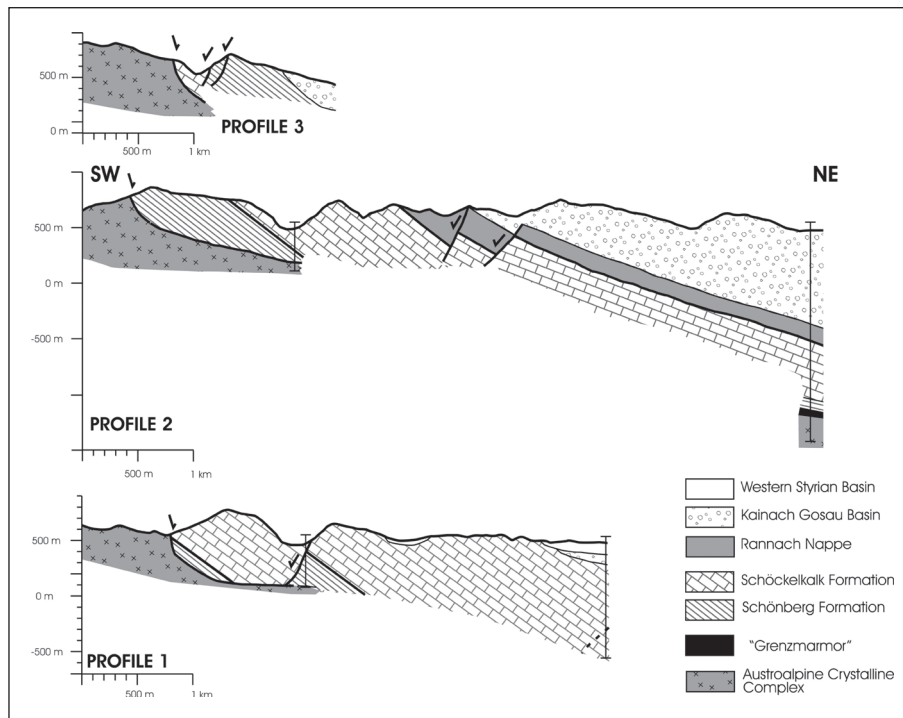 500 m
0 m
PROFILE 3
500 m
1 km
SW
NE
500 m
0 m
-500 m
PROFILE 2
500 m
1 km
500 m
0 m
-500 m
PROFILE 1
500 m
1 km
Western Styrian Basin
Kainach Gosau Basin
Rannach Nappe
Schöckelkalk Formation
Schönberg Formation
"Grenzmarmor"
Austroalpine Crystalline
Complex